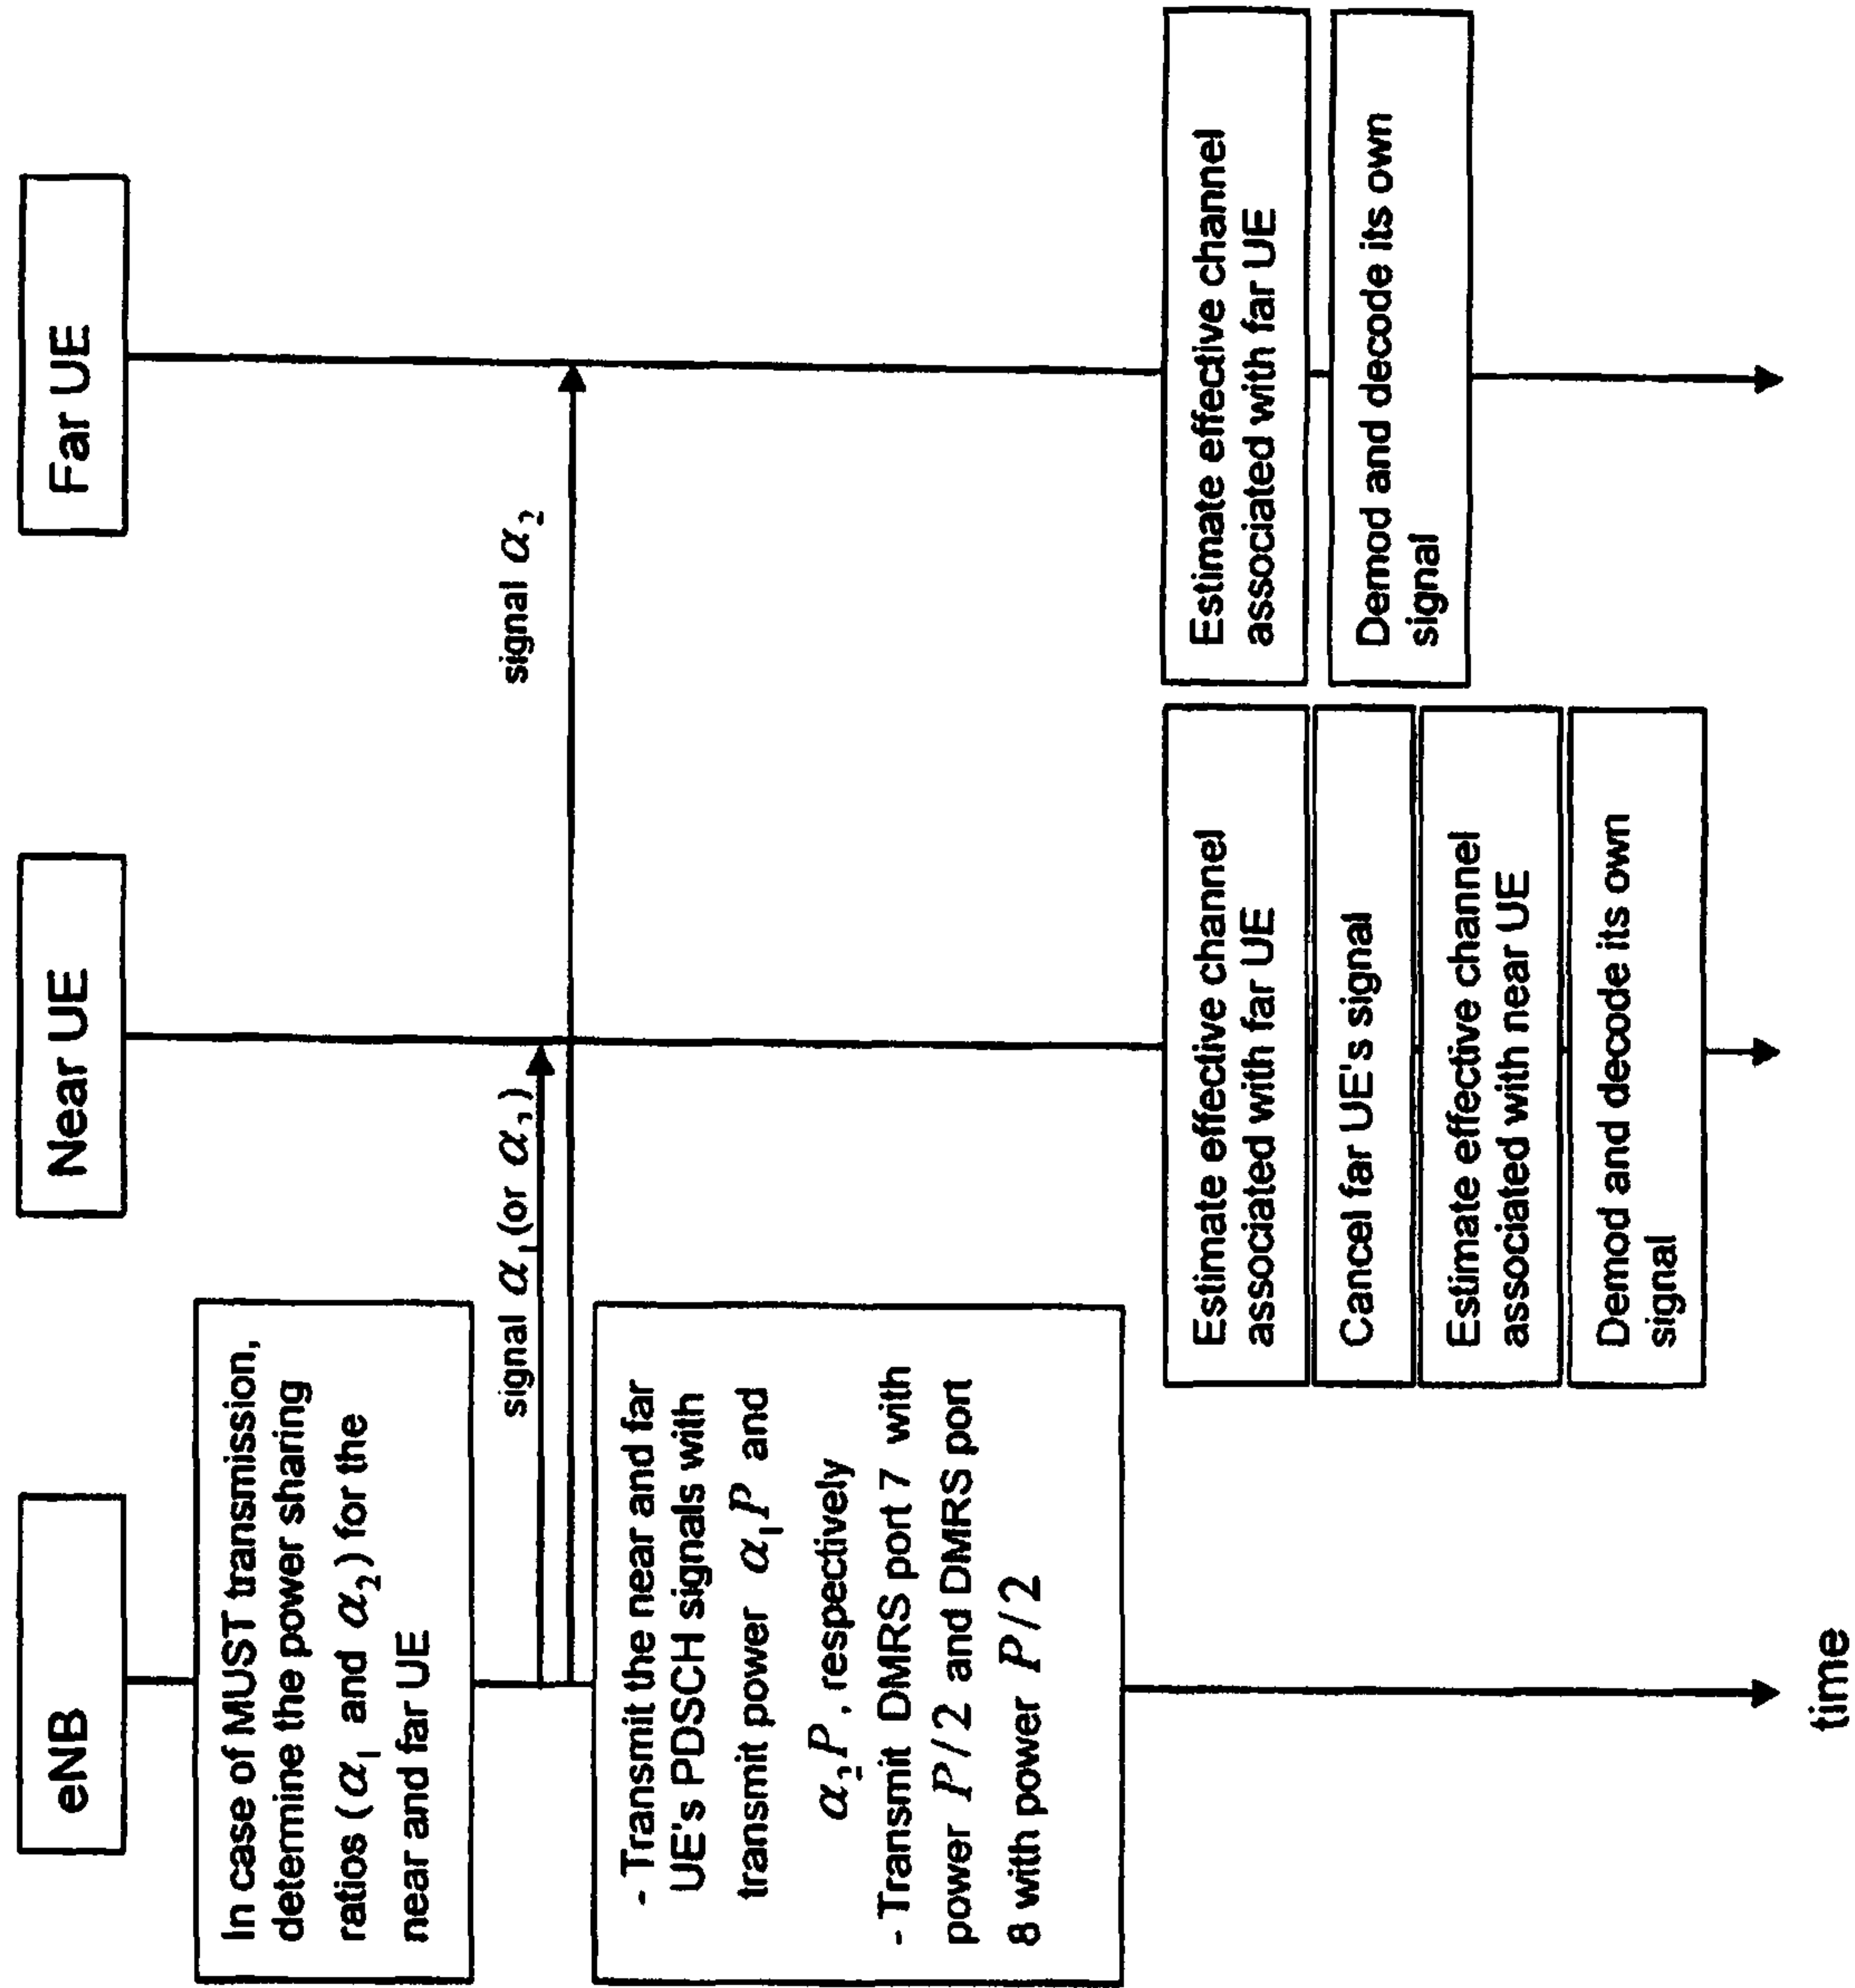 eNB
Near UE
Far UE
In case of MUST transmission,
determine the power sharing
ratios (α₁ and α₂) for the
near and far UE
signal α₁(or α₂)
signal α₂
- Transmit the near and far
UE's PDSCH signals with
transmit power α₁P and
α₂P, respectively
- Transmit DMRS port 7 with
power P/2 and DMRS port
8 with power P/2
Estimate effective channel
associated with far UE
Cancel far UE's signal
Estimate effective channel
associated with near UE
Demod and decode its own
signal
Estimate effective channel
associated with far UE
Demod and decode its own
signal
time